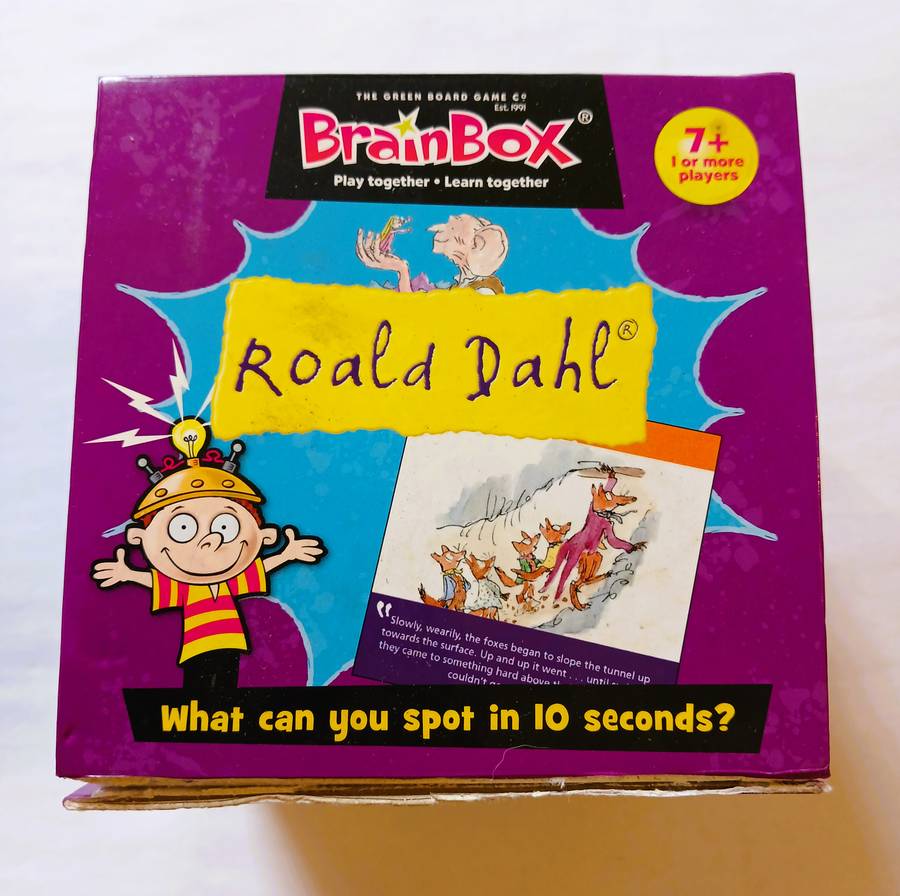 THE GREEN BOARD GAME Co
Est. 1991
BrainBox®
Play together • Learn together
7+
1 or more
players
Roald Dahl®
"Slowly, wearily, the foxes began to slope the tunnel up
towards the surface. Up and up it went . . . until
they came to something hard above
couldn't
What can you spot in 10 seconds?